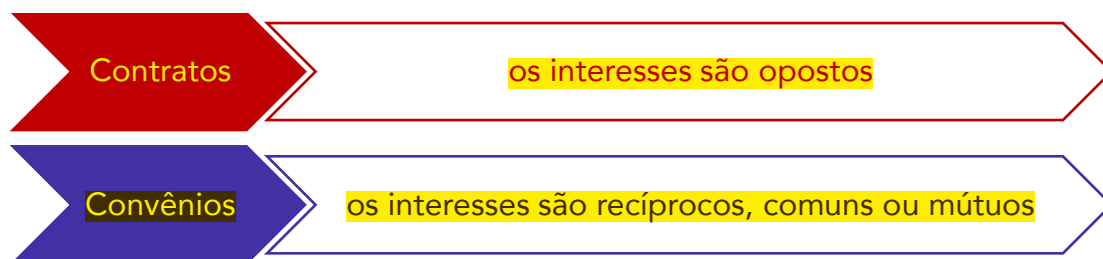 Contratos
os interesses são opostos
Convênios
os interesses são recíprocos, comuns ou mútuos